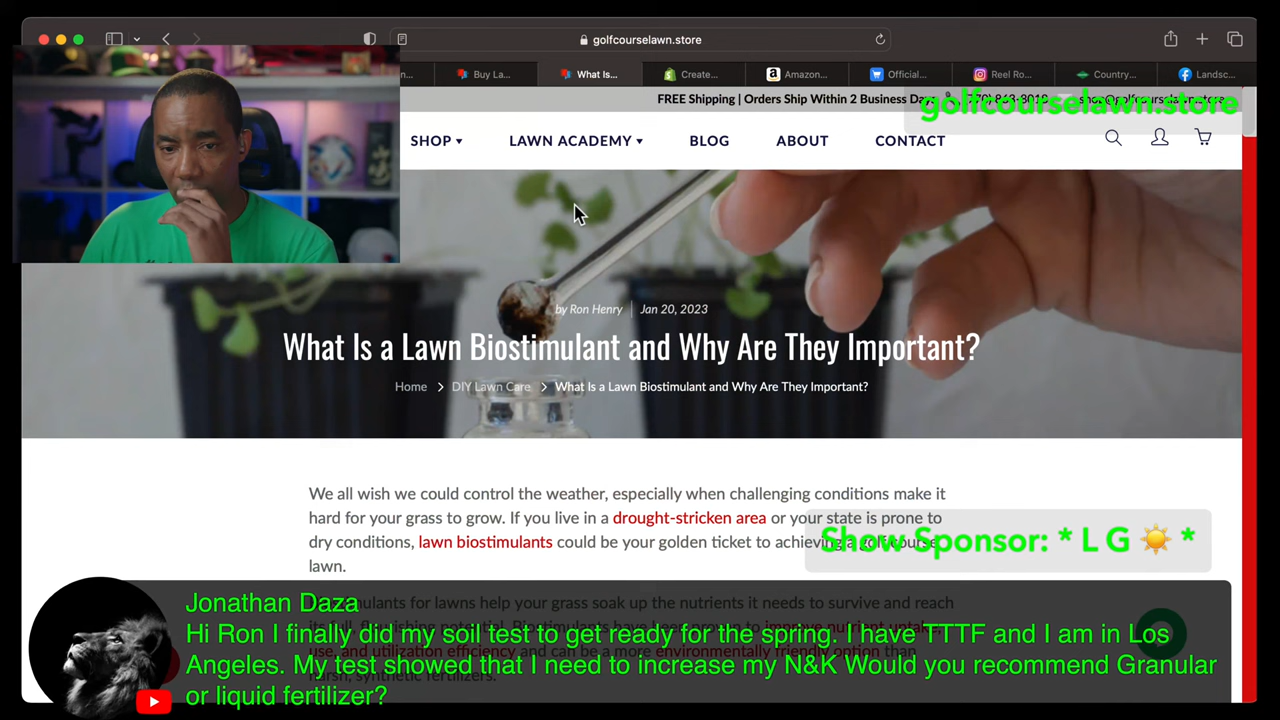 golfcourselawn.store
Buy La...
What Is...
Create...
Amazon...
Official...
Reel Ro...
Country...
Landsc...
FREE Shipping | Orders Ship Within 2 Business Days
golfcourselawn.store
SHOP
LAWN ACADEMY
BLOG
ABOUT
CONTACT
by Ron Henry | Jan 20, 2023
What Is a Lawn Biostimulant and Why Are They Important?
Home > DIY Lawn Care > What Is a Lawn Biostimulant and Why Are They Important?
We all wish we could control the weather, especially when challenging conditions make it
hard for your grass to grow. If you live in a drought-stricken area or your state is prone to
dry conditions, lawn biostimulants could be your golden ticket to achieving a golf course
lawn.
Show Sponsor: * L G ☀️ *
Jonathan Daza
Hi Ron I finally did my soil test to get ready for the spring. I have TTTF and I am in Los
Angeles. My test showed that I need to increase my N&K Would you recommend Granular
or liquid fertilizer?